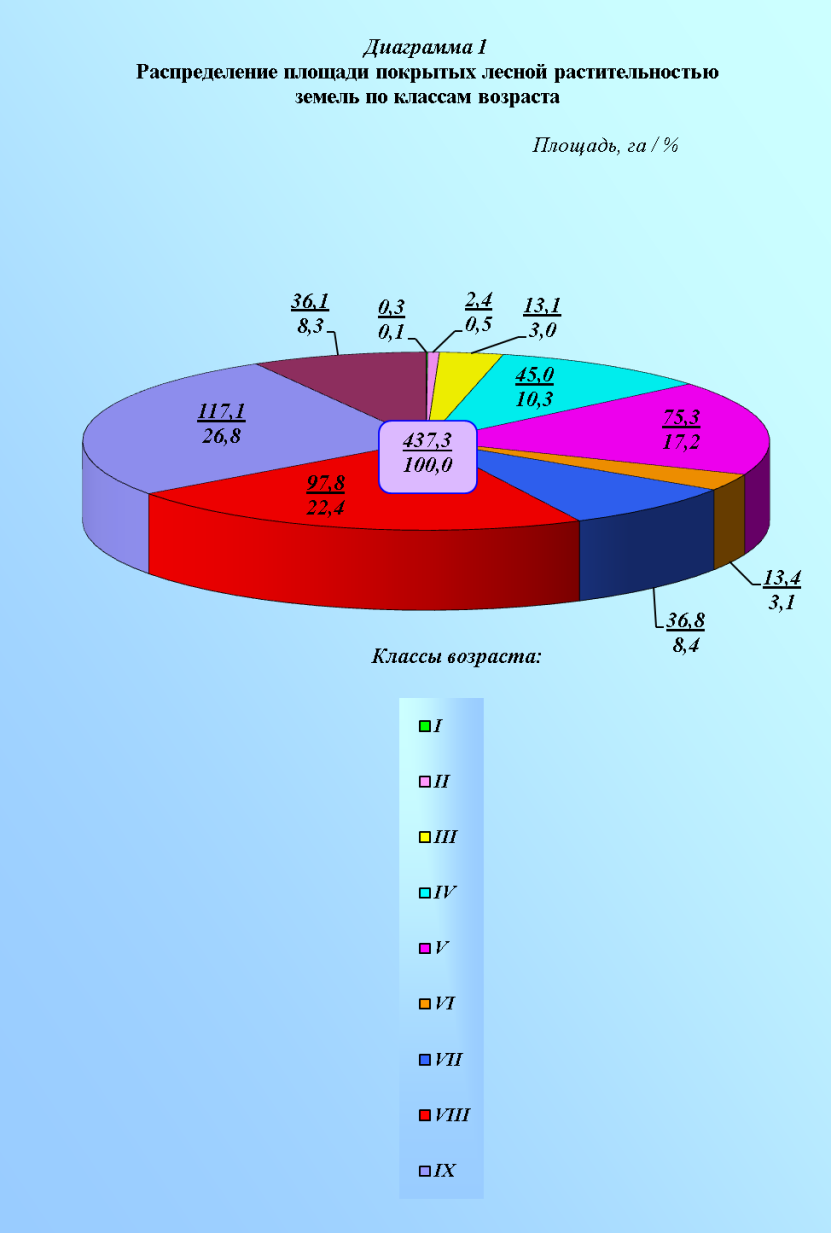 Диаграмма 1
Распределение площади покрытых лесной растительностью
земель по классам возраста
Площадь, га / %
36,1
8,3
0,3
0,1
2,4
0,5
13,1
3,0
45,0
10,3
75,3
17,2
117,1
26,8
437,3
100,0
97,8
22,4
13,4
3,1
36,8
8,4
Классы возраста:
I
II
III
IV
V
VI
VII
VIII
IX